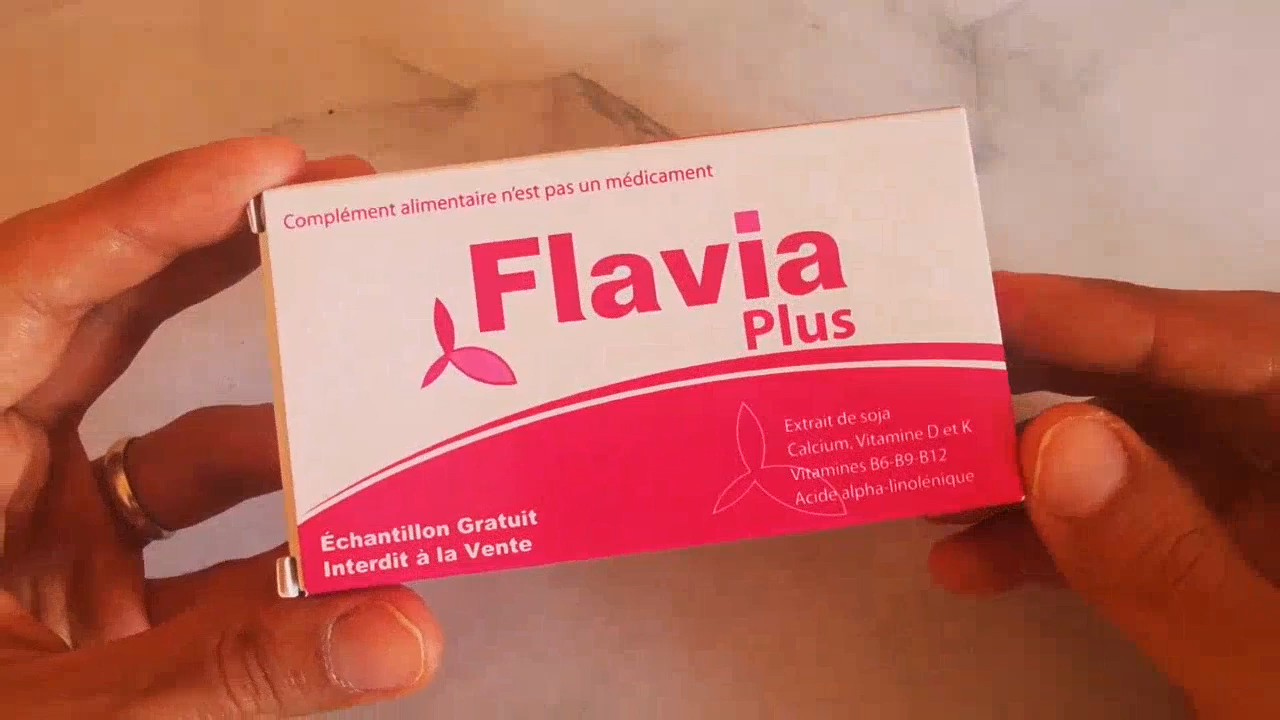 Complément alimentaire n'est pas un médicament
Flavia
Plus
Extrait de soja
Calcium, Vitamine D et K
Vitamines B6-B9-B12
Acide alpha-linolénique
Échantillon Gratuit
Interdit à la Vente